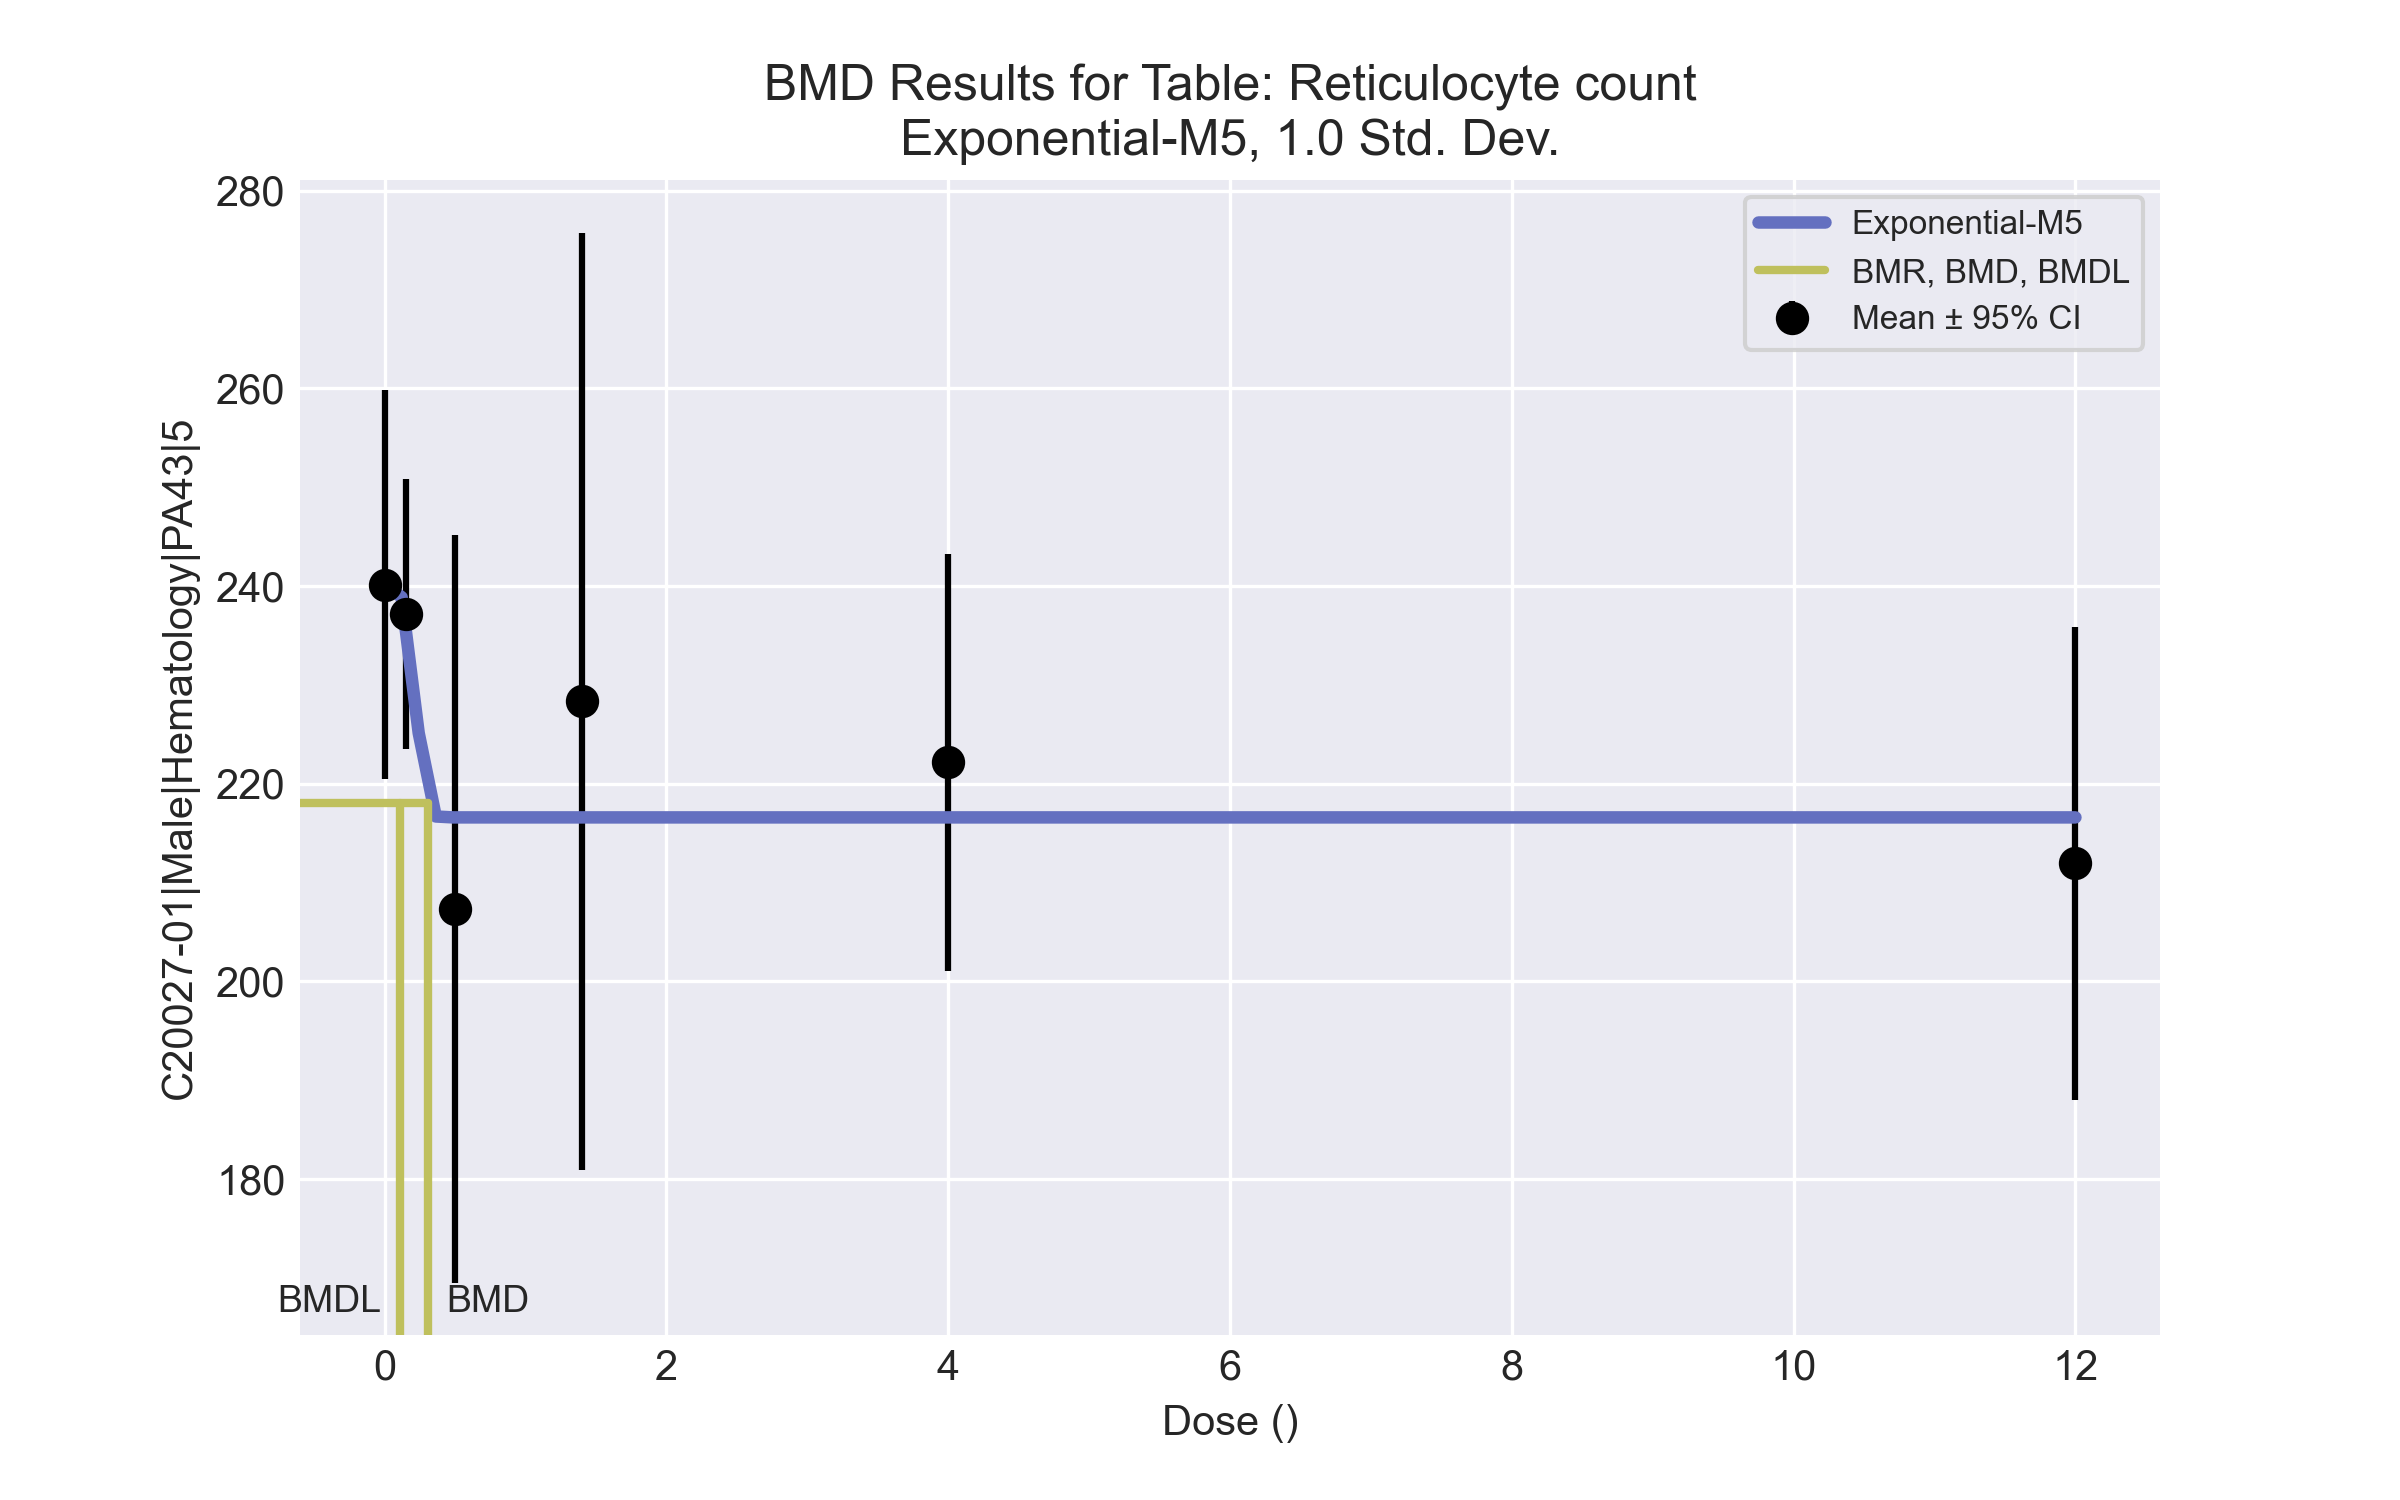 BMD Results for Table: Reticulocyte count
Exponential-M5, 1.0 Std. Dev.
C20027-01|Male|Hematology|PA43|5
280
260
240
220
200
180
Exponential-M5
BMR, BMD, BMDL
Mean ± 95% CI
BMDL
BMD
0
2
4
6
8
10
12
Dose ()